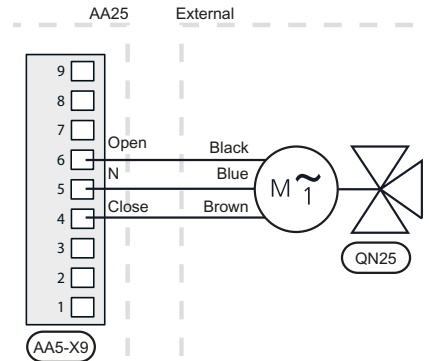 AA25 External
9
8
7
6 Open Black
5 N Blue
4 Close Brown
3
2
1
M ~ 1
QN25
AA5-X9